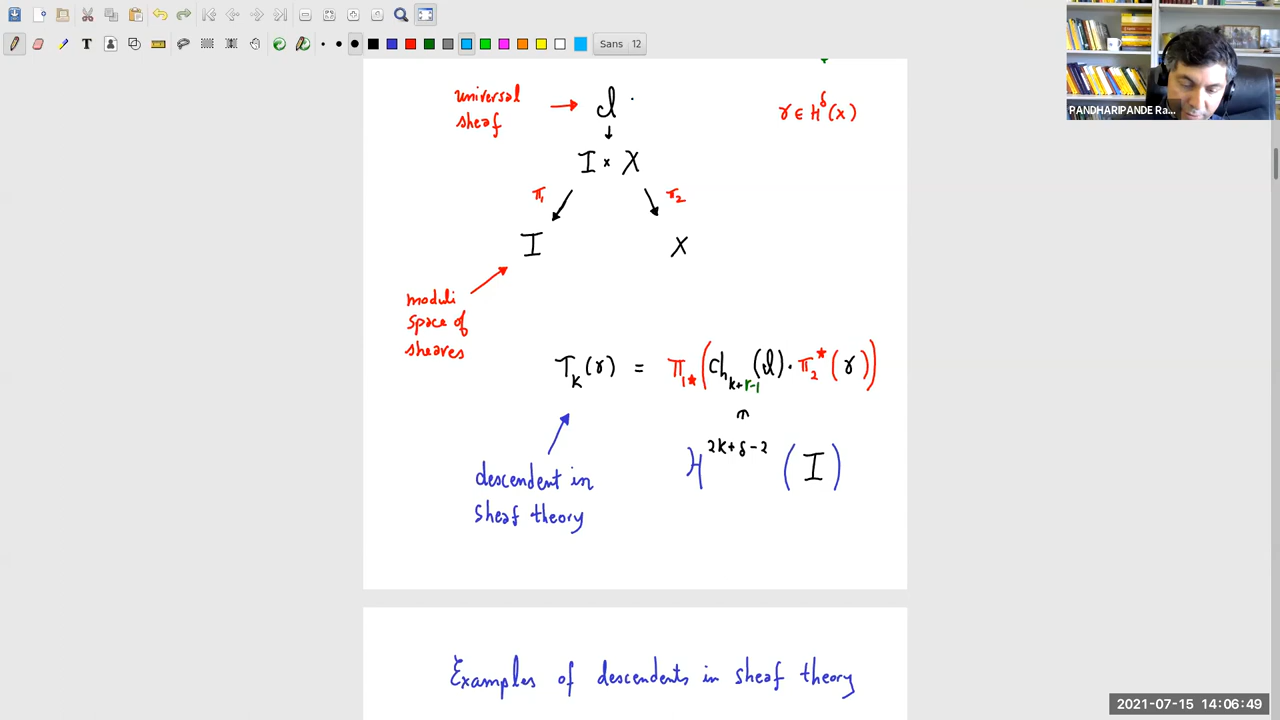 Sans 12
PANDHARIPANDE Ra...
universal
sheaf
γ ∈ H^δ(X)
I × X
π₁
π₂
I
X
moduli
space of
sheaves
τ_k(γ) = π₁⋆(ch_{k+r-1}(ℐ) · π₂^⋆(γ))
H^{2k+δ-2}(I)
descendent in
sheaf theory
Examples of descendents in sheaf theory
2021-07-15 14:06:49